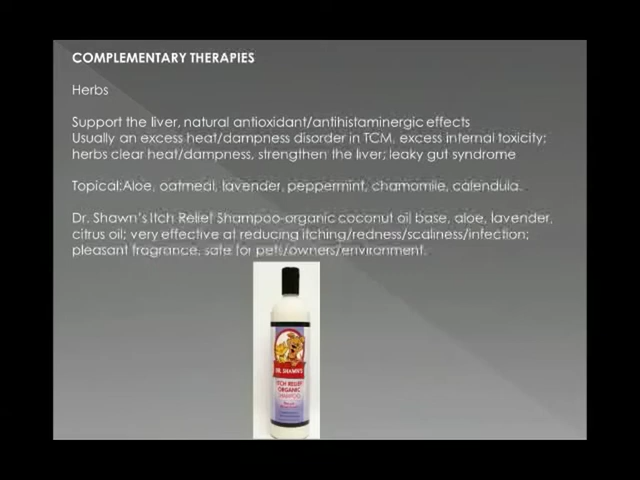 COMPLEMENTARY THERAPIES
Herbs
Support the liver, natural antioxidant/antihistaminergic effects
Usually an excess heat/dampness disorder in TCM, excess internal toxicity;
herbs clear heat/dampness, strengthen the liver; leaky gut syndrome
Topical:Aloe, oatmeal, lavender, peppermint, chamomile, calendula.
Dr. Shawn's Itch Relief Shampoo-organic coconut oil base, aloe, lavender,
citrus oil; very effective at reducing itching/redness/scaliness/infection;
pleasant fragrance, safe for pets/owners/environment.
DR. SHAWN'S
ITCH RELIEF
ORGANIC
SHAMPOO